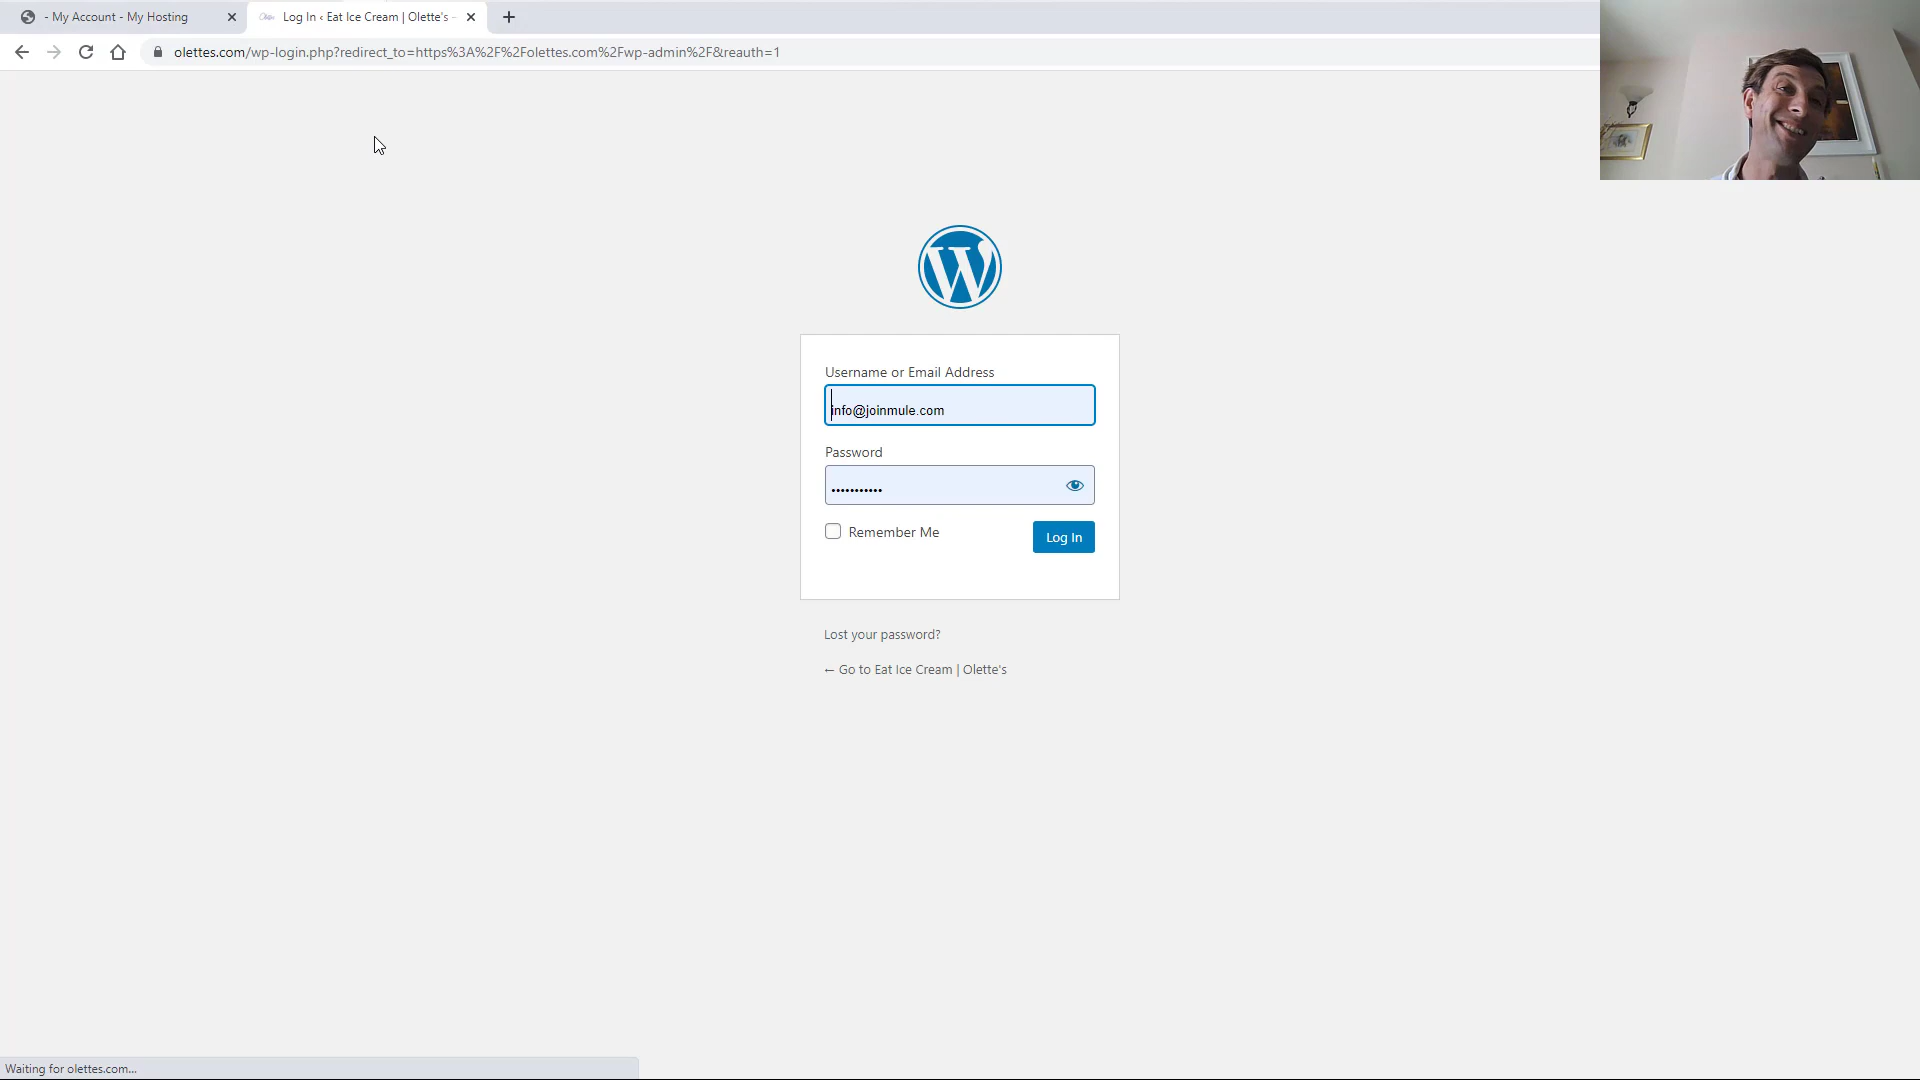 - My Account - My Hosting
Log In ‹ Eat Ice Cream | Olette's -
olettes.com/wp-login.php?redirect_to=https%3A%2F%2Folettes.com%2Fwp-admin%2F&reauth=1
Username or Email Address
info@joinmule.com
Password
•••••••••••
Remember Me
Log In
Lost your password?
← Go to Eat Ice Cream | Olette's
Waiting for olettes.com...